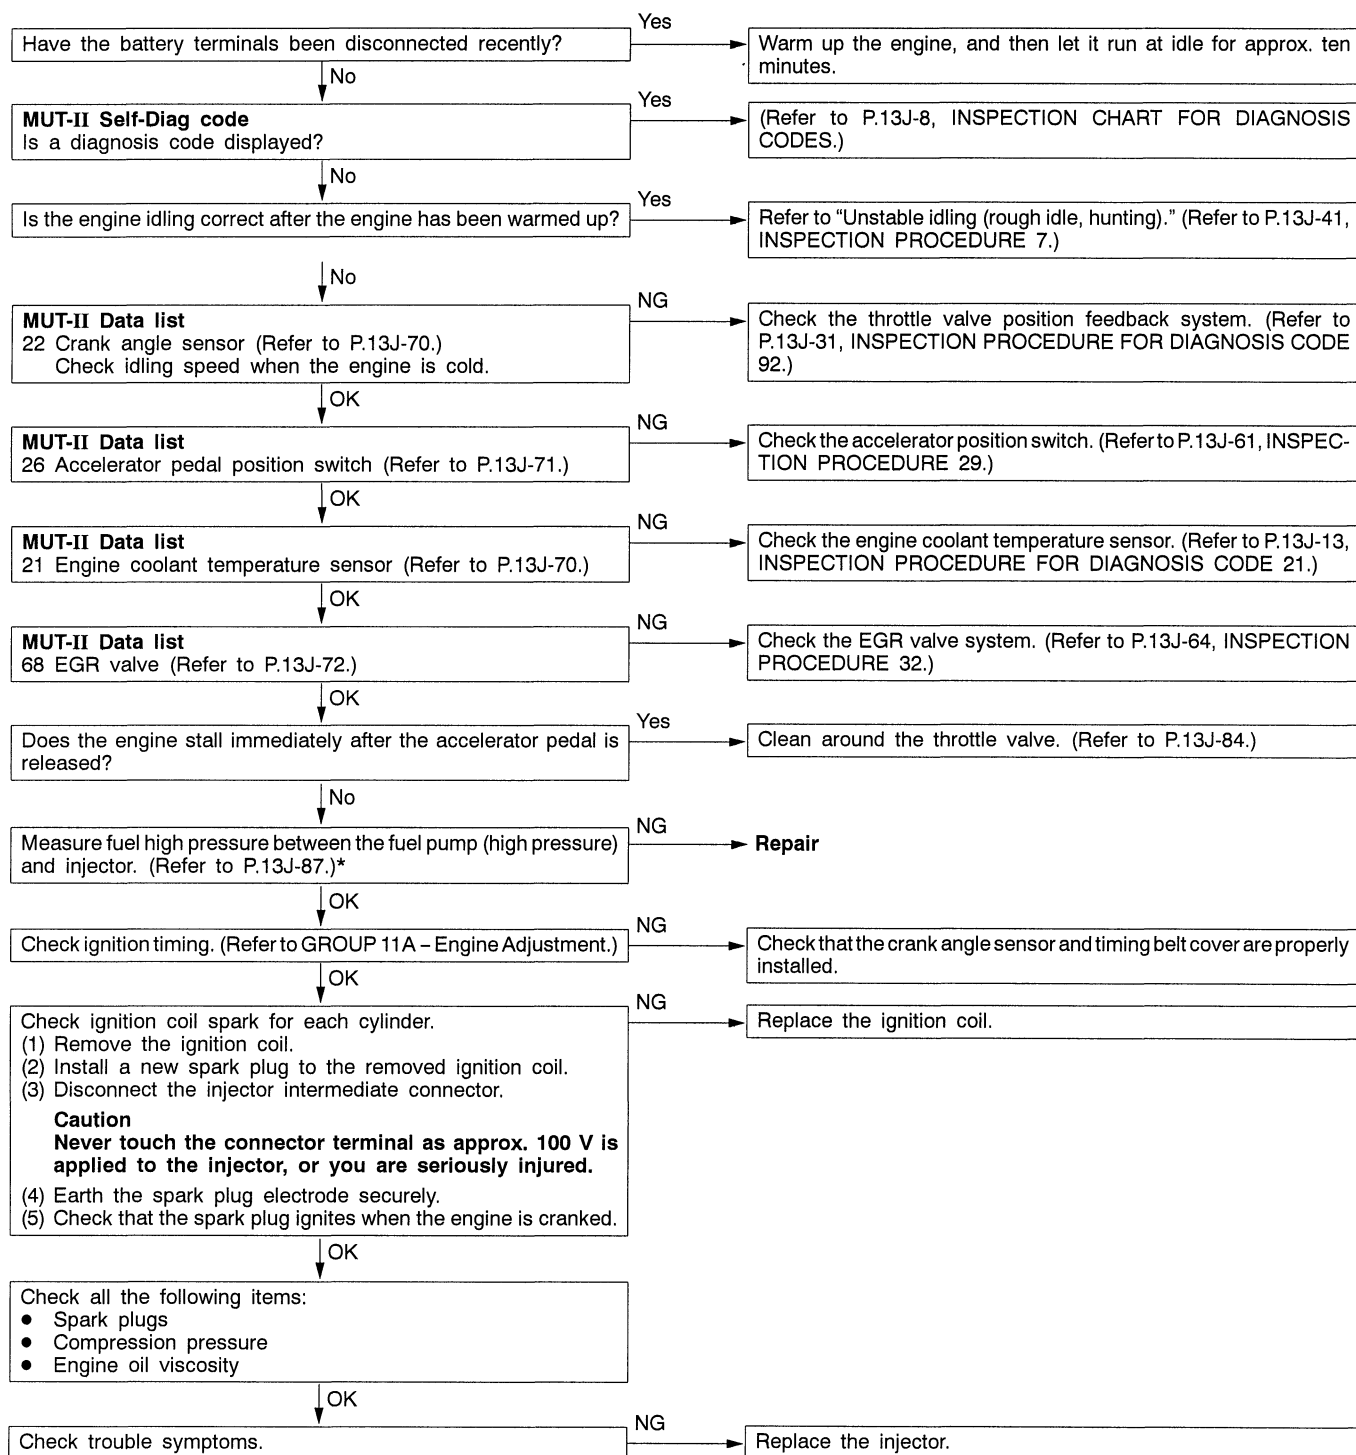 Have the battery terminals been disconnected recently?
Yes
Warm up the engine, and then let it run at idle for approx. ten
minutes.
No
MUT-II Self-Diag code
Is a diagnosis code displayed?
Yes
(Refer to P.13J-8, INSPECTION CHART FOR DIAGNOSIS
CODES.)
No
Is the engine idling correct after the engine has been warmed up?
Yes
Refer to “Unstable idling (rough idle, hunting).” (Refer to P.13J-41,
INSPECTION PROCEDURE 7.)
No
MUT-II Data list
22 Crank angle sensor (Refer to P.13J-70.)
Check idling speed when the engine is cold.
NG
Check the throttle valve position feedback system. (Refer to
P.13J-31, INSPECTION PROCEDURE FOR DIAGNOSIS CODE
92.)
OK
MUT-II Data list
26 Accelerator pedal position switch (Refer to P.13J-71.)
NG
Check the accelerator position switch. (Refer to P.13J-61, INSPEC-
TION PROCEDURE 29.)
OK
MUT-II Data list
21 Engine coolant temperature sensor (Refer to P.13J-70.)
NG
Check the engine coolant temperature sensor. (Refer to P.13J-13,
INSPECTION PROCEDURE FOR DIAGNOSIS CODE 21.)
OK
MUT-II Data list
68 EGR valve (Refer to P.13J-72.)
NG
Check the EGR valve system. (Refer to P.13J-64, INSPECTION
PROCEDURE 32.)
OK
Does the engine stall immediately after the accelerator pedal is
released?
Yes
Clean around the throttle valve. (Refer to P.13J-84.)
No
Measure fuel high pressure between the fuel pump (high pressure)
and injector. (Refer to P.13J-87.)*
NG
Repair
OK
Check ignition timing. (Refer to GROUP 11A – Engine Adjustment.)
NG
Check that the crank angle sensor and timing belt cover are properly
installed.
OK
Check ignition coil spark for each cylinder.
(1) Remove the ignition coil.
(2) Install a new spark plug to the removed ignition coil.
(3) Disconnect the injector intermediate connector.
Caution
Never touch the connector terminal as approx. 100 V is
applied to the injector, or you are seriously injured.
(4) Earth the spark plug electrode securely.
(5) Check that the spark plug ignites when the engine is cranked.
NG
Replace the ignition coil.
OK
Check all the following items:
● Spark plugs
● Compression pressure
● Engine oil viscosity
OK
Check trouble symptoms.
NG
Replace the injector.